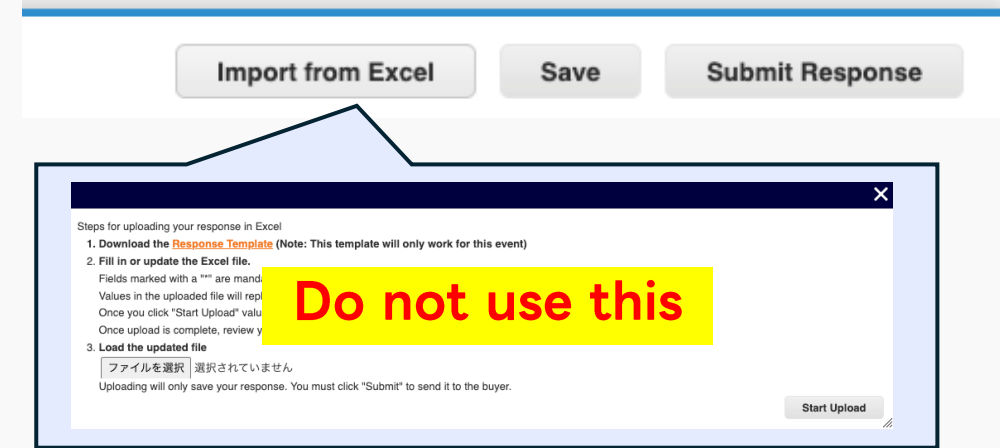 Import from Excel
Save
Submit Response
Steps for uploading your response in Excel
1. Download the Response Template (Note: This template will only work for this event)
2. Fill in or update the Excel file.
Fields marked with a "*" are
Values in the uploaded file will
Once you click "Start Upload"
Once upload is complete, review
Do not use this
3. Load the updated file
ファイルを選択 選択されていません
Uploading will only save your response. You must click "Submit" to send it to the buyer.
Start Upload